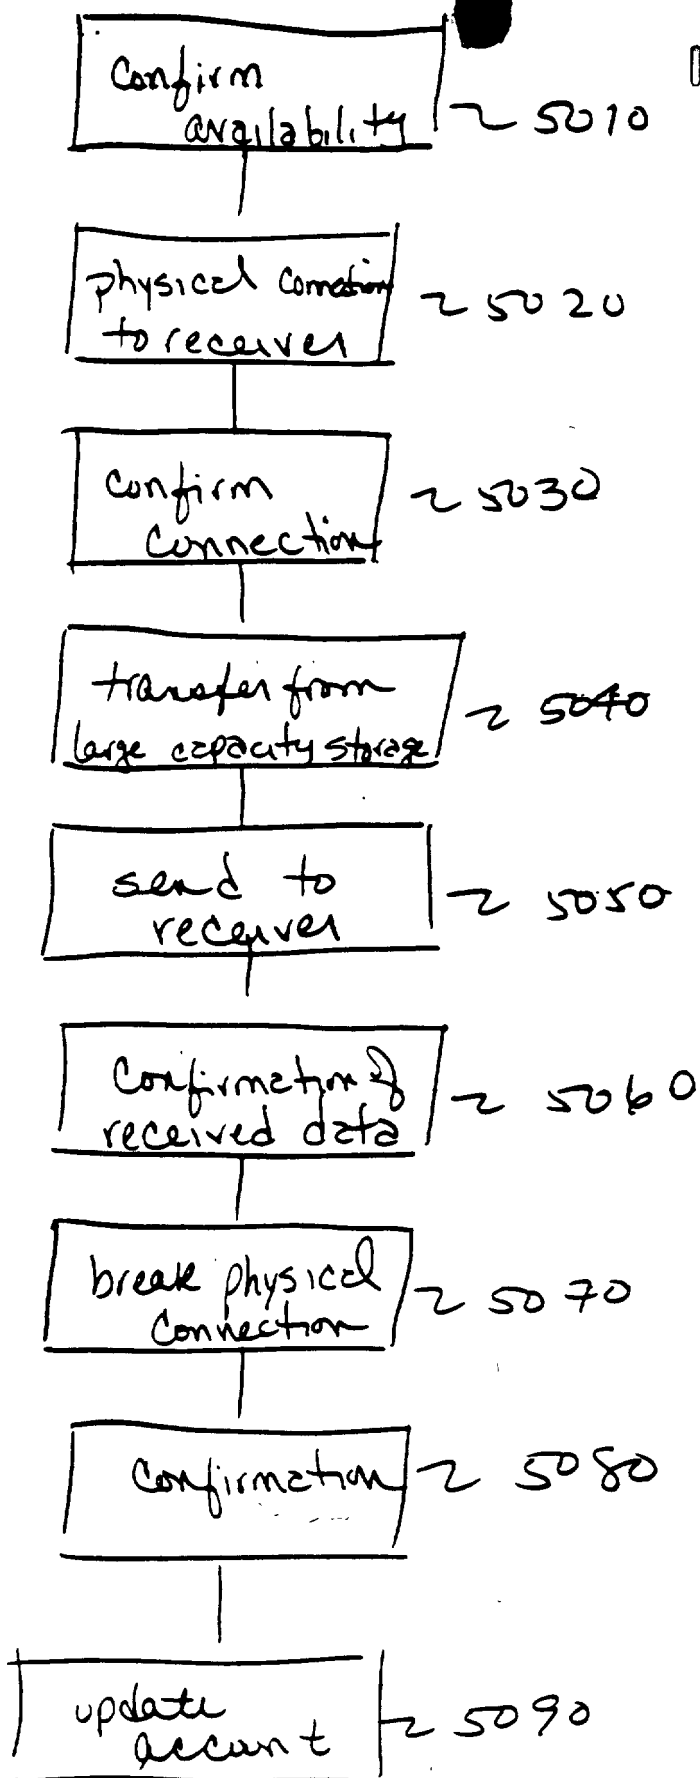 Confirm
availability
~ 5010
physical connection
to receiver
~ 5020
confirm
connection
~ 5030
transfer from
large capacity storage
~ 5040
send to
receiver
~ 5050
Confirmation of
received data
~ 5060
break physical
connection
~ 5070
Confirmation
~ 5080
update
account
~ 5090